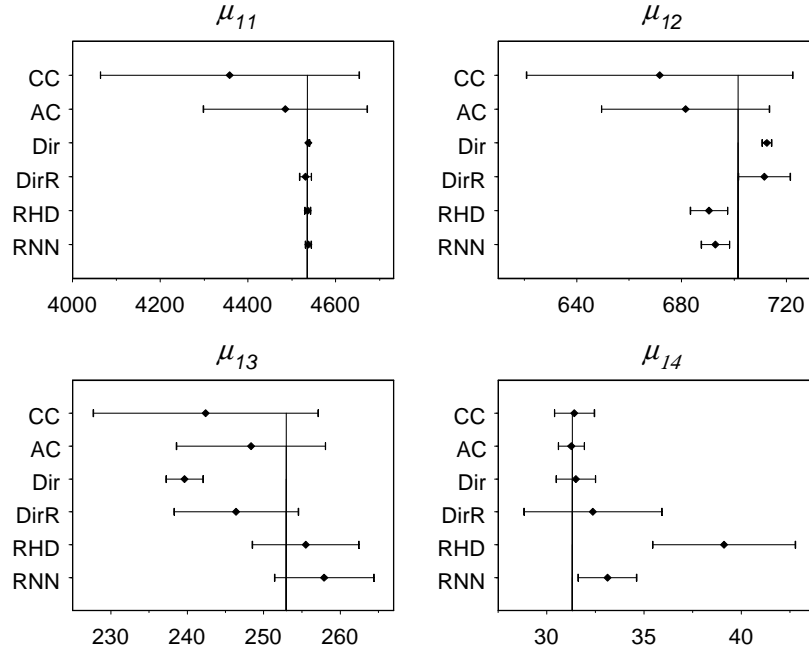 μ11
CC
AC
Dir
DirR
RHD
RNN
4000 4200 4400 4600
μ12
CC
AC
Dir
DirR
RHD
RNN
640 680 720
μ13
CC
AC
Dir
DirR
RHD
RNN
230 240 250 260
μ14
CC
AC
Dir
DirR
RHD
RNN
30 35 40